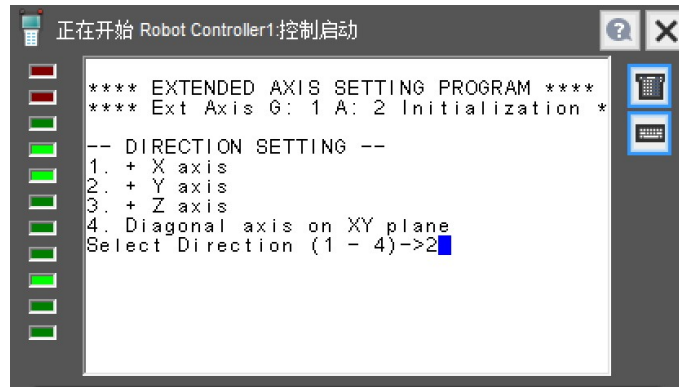 正在开始 Robot Controller1:控制启动
**** EXTENDED AXIS SETTING PROGRAM ****
**** Ext Axis G: 1 A: 2 Initialization *
-- DIRECTION SETTING --
1. + X axis
2. + Y axis
3. + Z axis
4. Diagonal axis on XY plane
Select Direction (1 - 4)->2